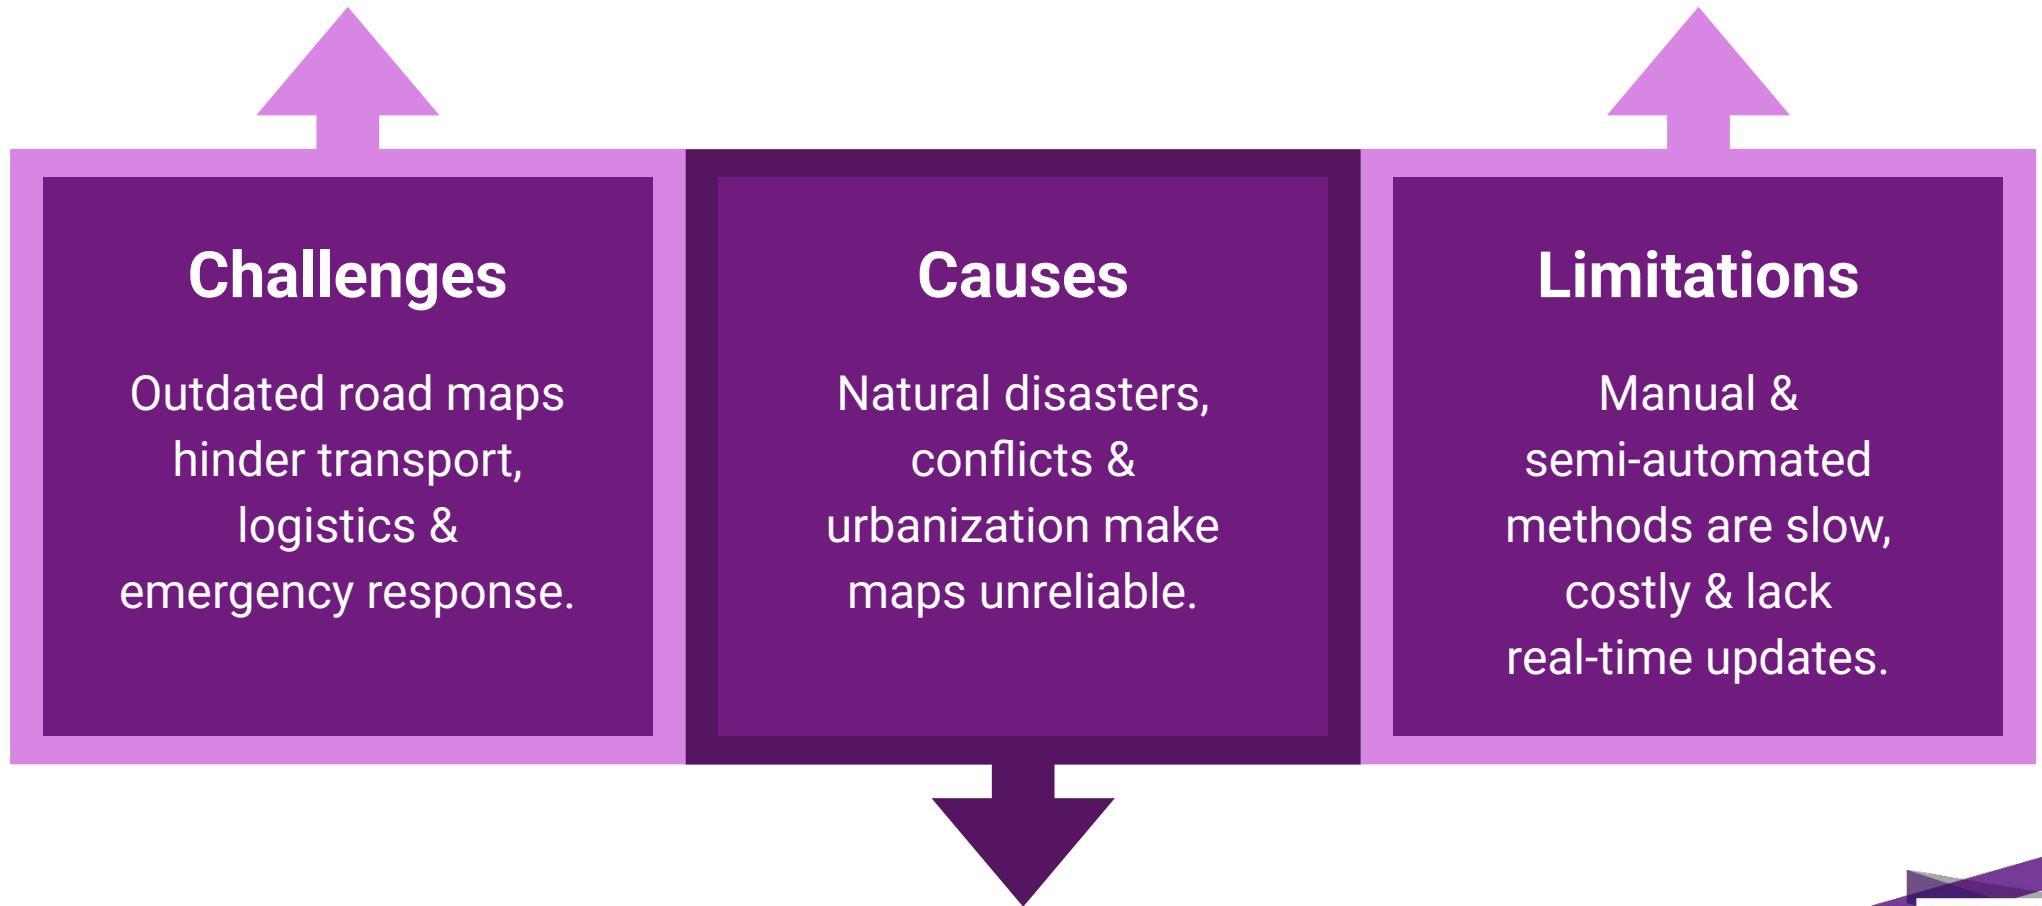 Challenges
Outdated road maps
hinder transport,
logistics &
emergency response.
Causes
Natural disasters,
conflicts &
urbanization make
maps unreliable.
Limitations
Manual &
semi-automated
methods are slow,
costly & lack
real-time updates.